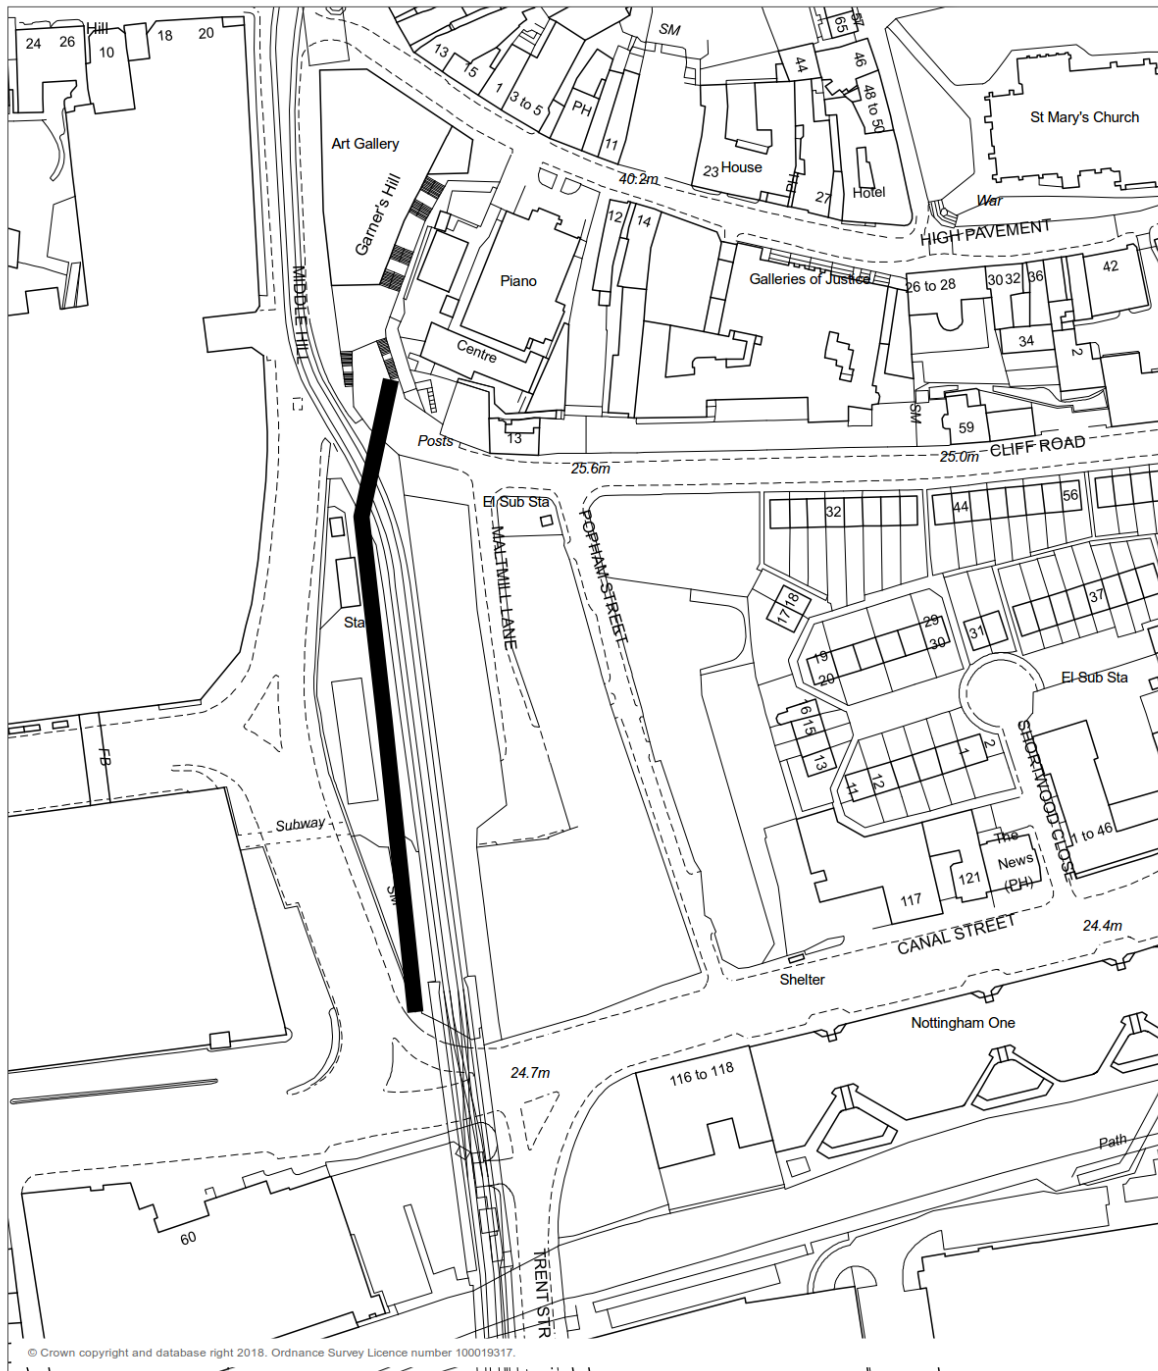 Hill
24 26 10 18 20
13 15 1 3 to 5 PH 11
SM
44 65 67 46 48 to 50
St Mary's Church
Art Gallery
Garner's Hill
40.2m
23 House PH 27 Hotel
War
HIGH PAVEMENT
12 14
Piano
Centre
Galleries of Justice
26 to 28 30 32 36 42
34 2
MIDDLE HILL
Posts
13
SM
59
CLIFF ROAD
25.6m
25.0m
El Sub Sta
32 44 56
MALTMILL LANE
POPHAM STREET
Sta
17 18
29
30
31
37
19
20
El Sub Sta
16
15
13
11 12 1 2
SHORTWOOD CLOSE
FB
Subway
SM
The
News
(PH)
1 to 46
117 121
CANAL STREET
24.4m
Shelter
Nottingham One
24.7m
116 to 118
Path
60
TRENT STR
© Crown copyright and database right 2018. Ordnance Survey Licence number 100019317.